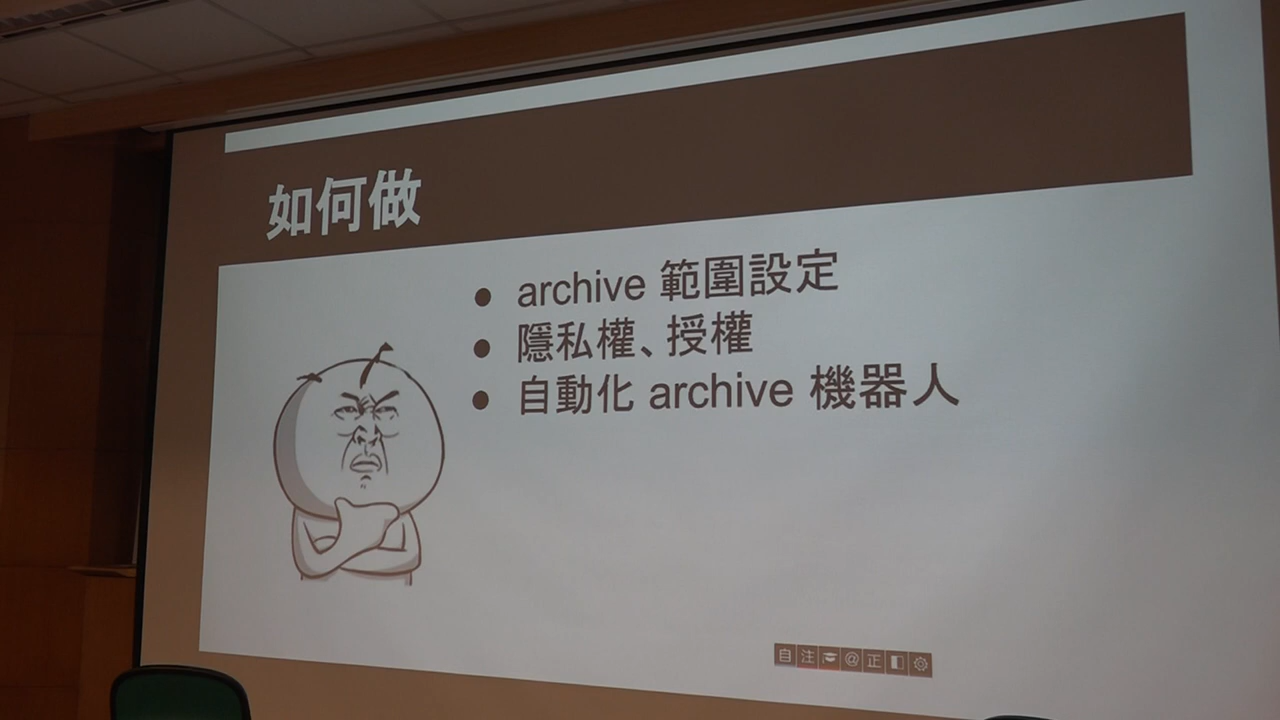 如何做
archive 範圍設定
隱私權、授權
自動化 archive 機器人
自 注 @ 正